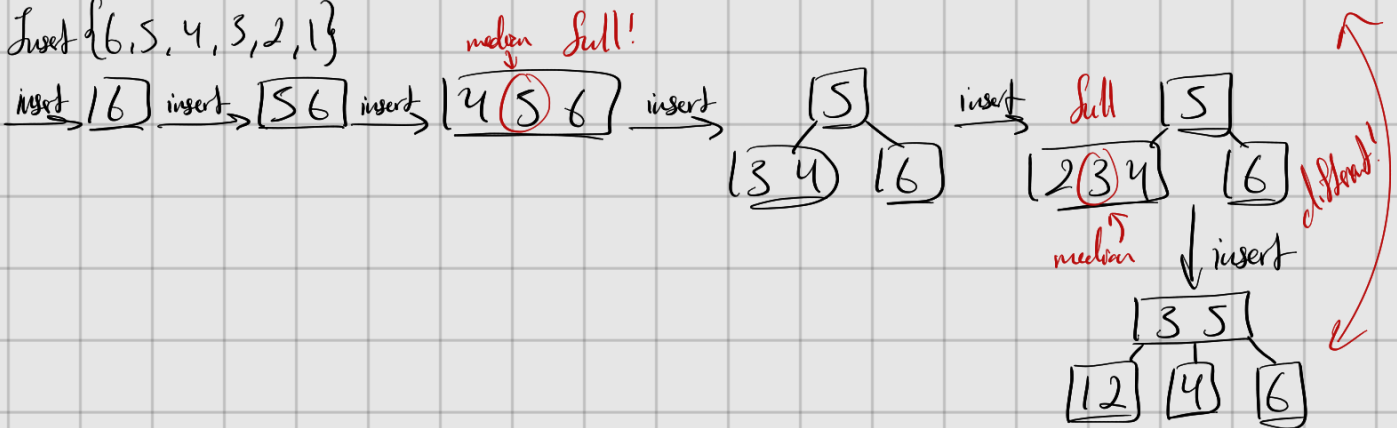 Insert {6, 5, 4, 3, 2, 1}
median full!
insert 6 insert 5 6 insert 4 5 6 insert 5 insert full 5
3 4 6 2 3 4 6 different!
median insert
3 5
1 2 4 6